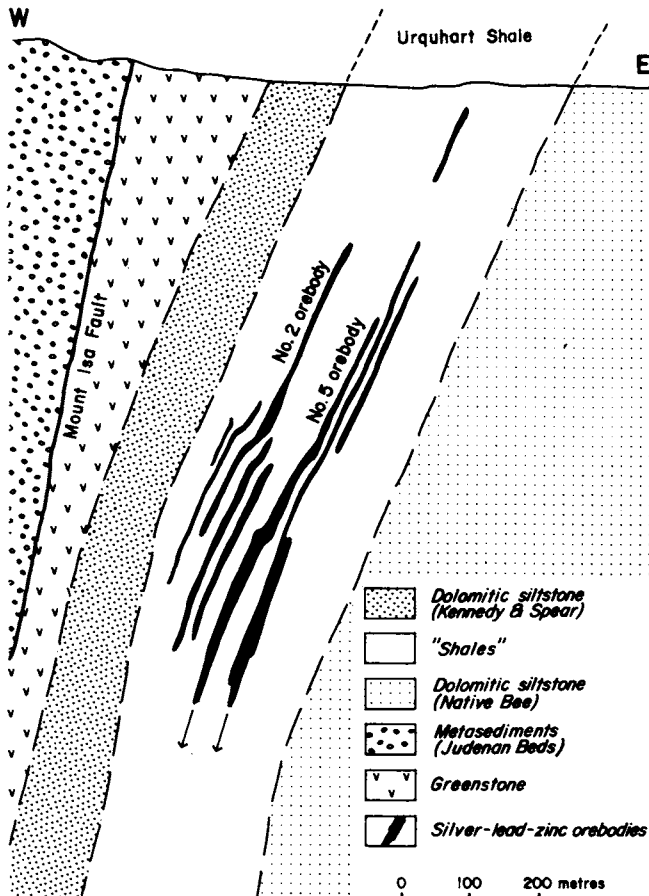 W
Urquhart Shale
E
Mount Isa Fault
No. 2 orebody
No. 5 orebody
Dolomitic siltstone
(Kennedy & Spear)
"Shales"
Dolomitic siltstone
(Native Bee)
Metasediments
(Judenan Beds)
Greenstone
Silver-lead-zinc orebodies
0 100 200 metres